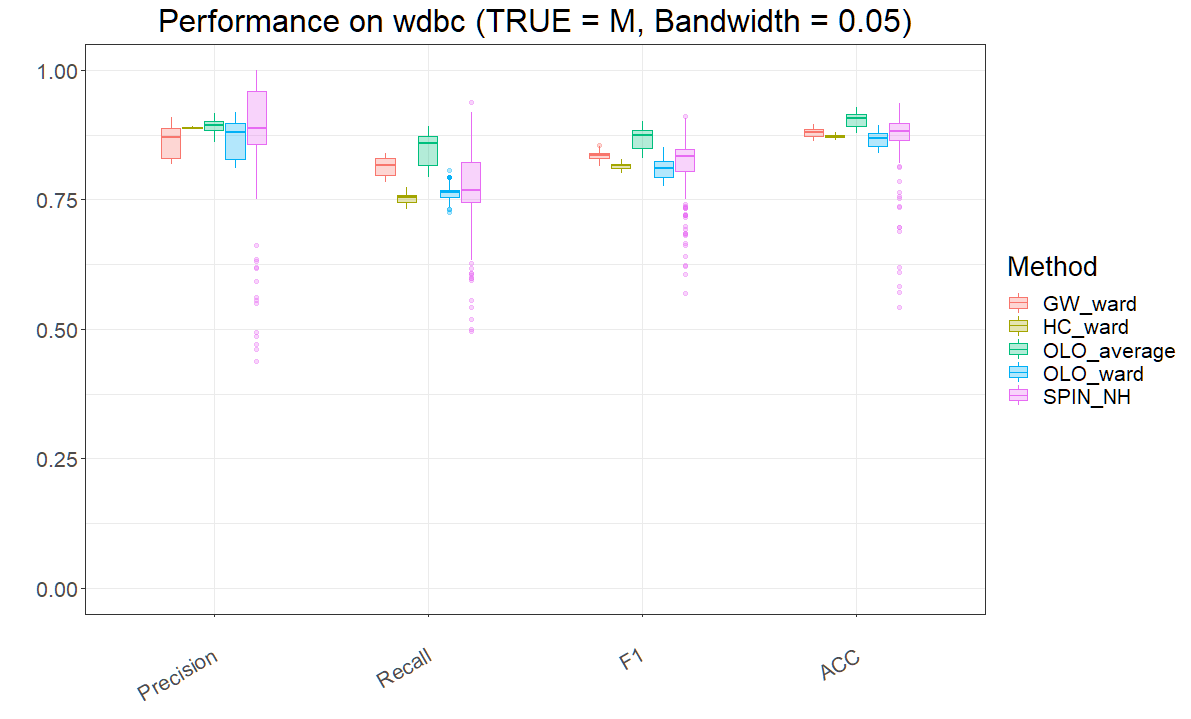 Performance on wdbc (TRUE = M, Bandwidth = 0.05)
1.00
0.75
0.50
0.25
0.00
Precision
Recall
F1
ACC
Method
GW_ward
HC_ward
OLO_average
OLO_ward
SPIN_NH